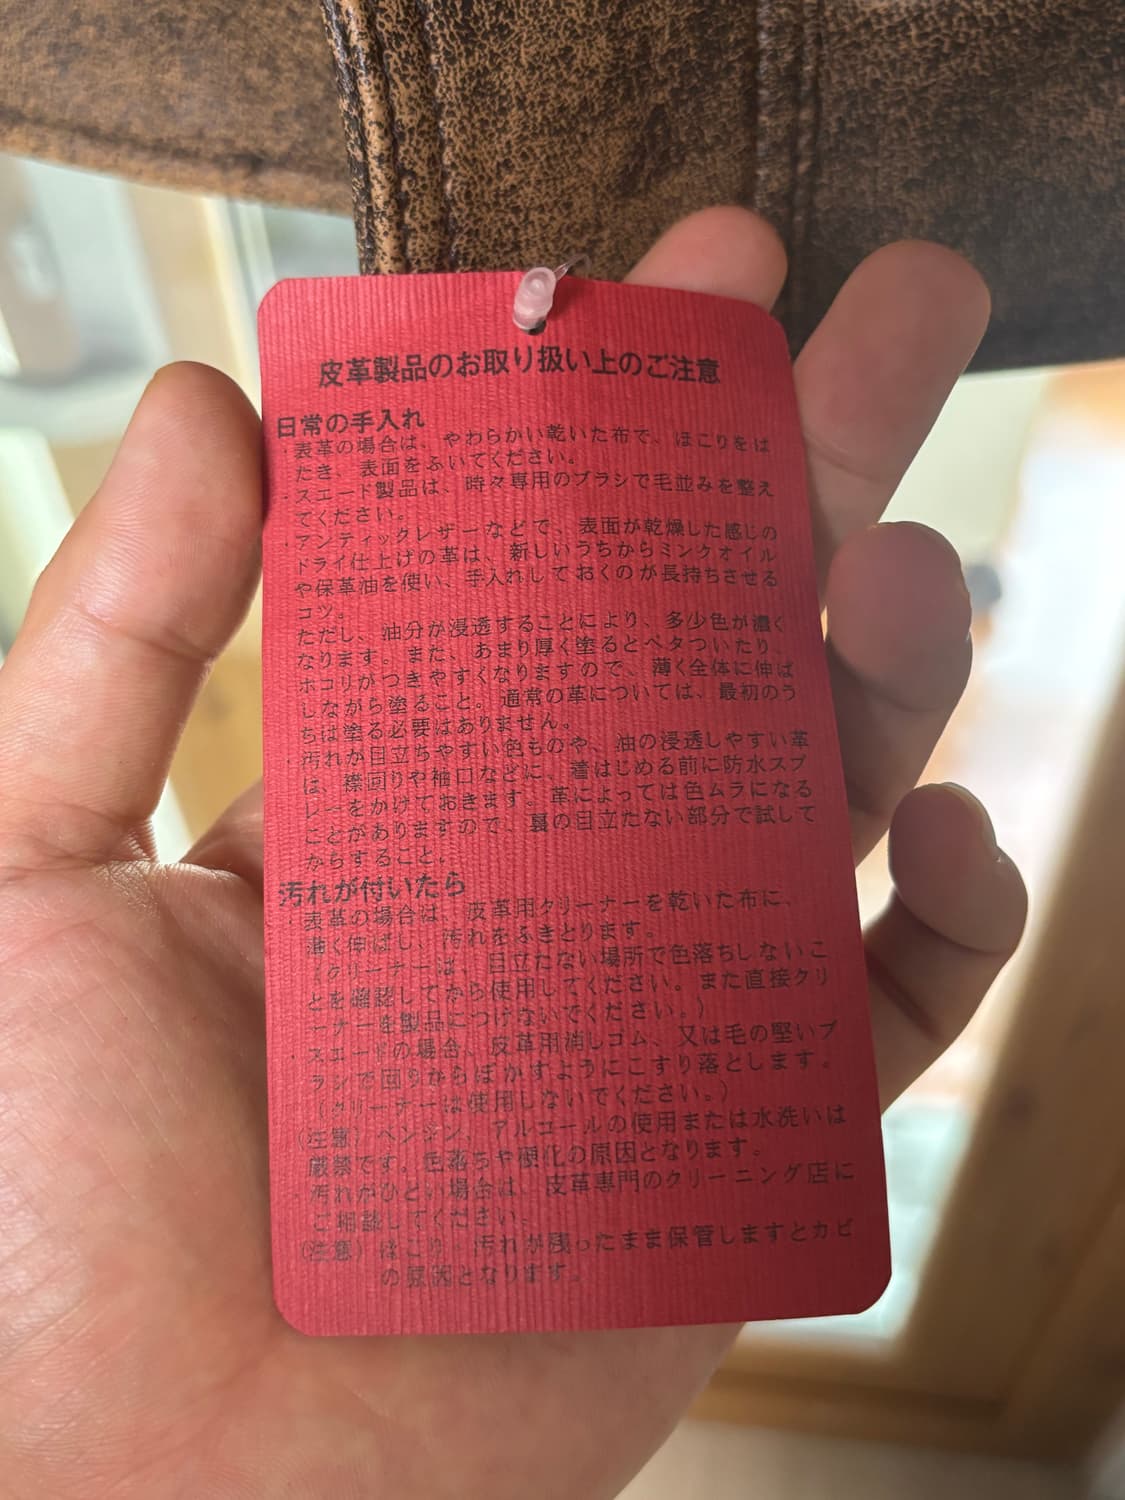 皮革製品のお取り扱い上のご注意
日常の手入れ
・表革の場合は、やわらかい乾いた布で、ほこりをは
たき、表面をふいてください。
・スエード製品は、時々専用のブラシで毛並みを整え
てください。
・アンティックレザーなどで、表面が乾燥した感じの
ドライ仕上げの革は、新しいうちからミンクオイル
や保革油を使い、手入れしておくのが長持ちさせる
コツ。
ただし、油分が浸透することにより、多少色が濃く
なります。また、あまり厚く塗るとベタついたり、
ホコリがつきやすくなりますので、薄く全体に伸ば
しながら塗ること。通常の革については、最初のう
ちは塗る必要はありません。
・汚れが目立ちやすい色ものや、油の浸透しやすい革
は、襟回りや袖口などに、着はじめる前に防水スプ
レーをかけておきます。革によっては色ムラになる
ことがありますので、裏の目立たない部分で試して
からすること。
汚れが付いたら
・表革の場合は、皮革用クリーナーを乾いた布に、
薄く伸ばし、汚れをふきとります。
（クリーナーは、目立たない場所で色落ちしないこ
とを確認してから使用してください。また直接クリ
ーナーを製品につけないでください。）
・スエードの場合、皮革用消しゴム、又は毛の堅いブ
ラシで回りからぼかすようにこすり落とします。
（クリーナーは使用しないでください。）
（注意）ベンジン、アルコールの使用または水洗いは
厳禁です。色落ちや硬化の原因となります。
・汚れがひどい場合は、皮革専門のクリーニング店に
ご相談してください。
（注意）ほこり・汚れが残ったまま保管しますとカビ
の原因となります。